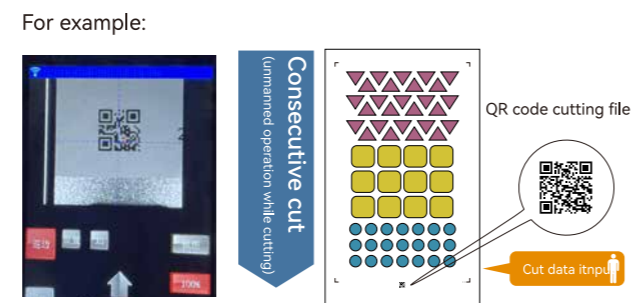 For example:
Consecutive cut
(unmanned operation while cutting)
QR code cutting file
Cut data itnput
100%